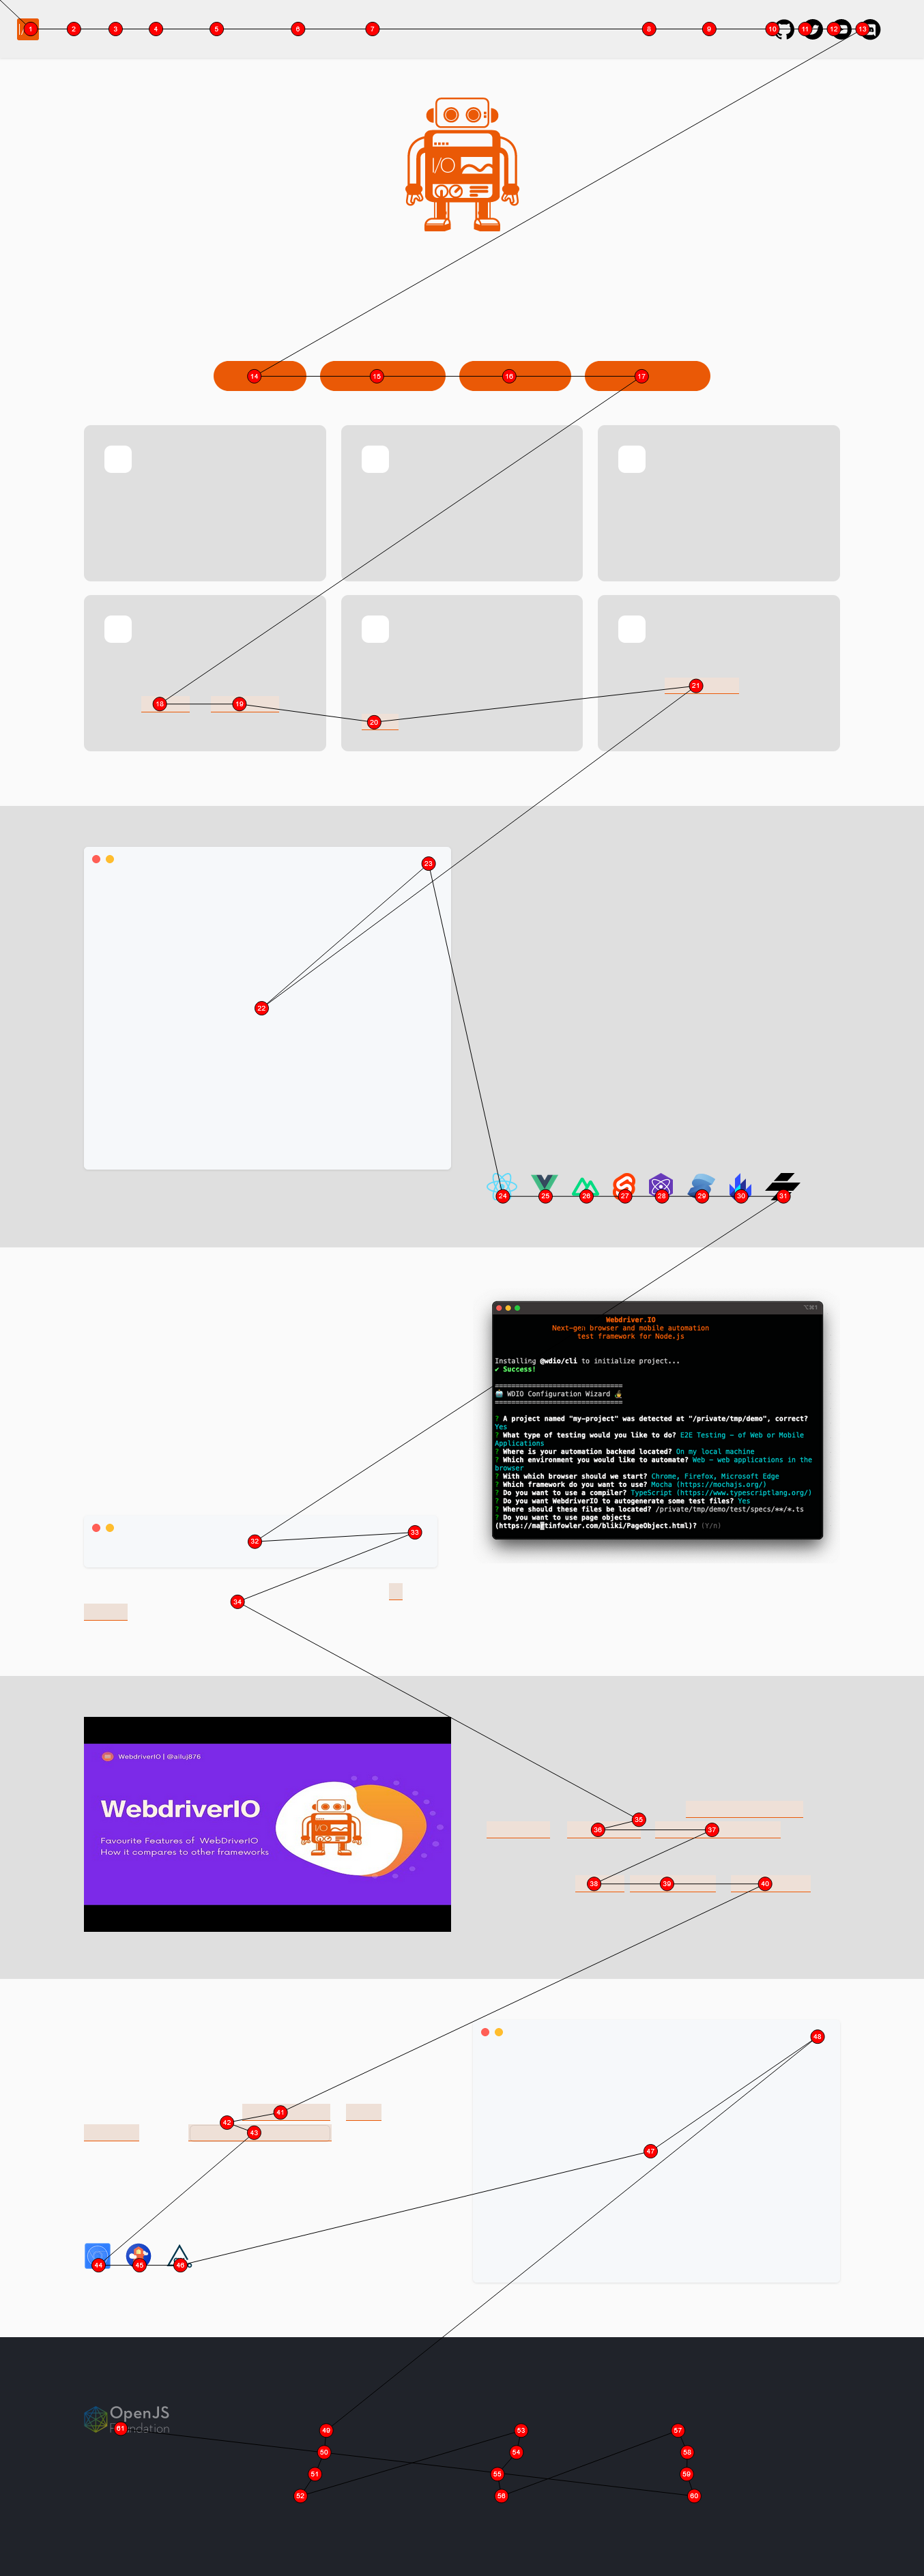 1 2 3 4 5 6 7 8 9 10 11 12 13
I/O
14 15 16 17
18 19 20 21
23
22
24 25 26 27 28 29 30 31
⌥⌘1
Webdriver.IO
Next-gen browser and mobile automation
test framework for Node.js
Installing @wdio/cli to initialize project...
✔ Success!
===============================
🤖 WDIO Configuration Wizard 🧙
===============================
? A project named "my-project" was detected at "/private/tmp/demo", correct?
Yes
? What type of testing would you like to do? E2E Testing - of Web or Mobile
Applications
? Where is your automation backend located? On my local machine
? Which environment you would like to automate? Web - web applications in the
browser
? With which browser should we start? Chrome, Firefox, Microsoft Edge
? Which framework do you want to use? Mocha (https://mochajs.org/)
? Do you want to use a compiler? TypeScript (https://www.typescriptlang.org/)
? Do you want WebdriverIO to autogenerate some test files? Yes
? Where should these files be located? /private/tmp/demo/test/specs/**/*.ts
? Do you want to use page objects
(https://martinfowler.com/bliki/PageObject.html)? (Y/n)
32 33
34
WebdriverIO | @ailuj876
WebdriverIO
Favourite Features of WebDriverIO
How it compares to other frameworks
I/O
35
36 37
38 39 40
48
41
42
43
47
44 45 46
OpenJS
Foundation
61
49 53 57
50 54 58
51 55 59
52 56 60